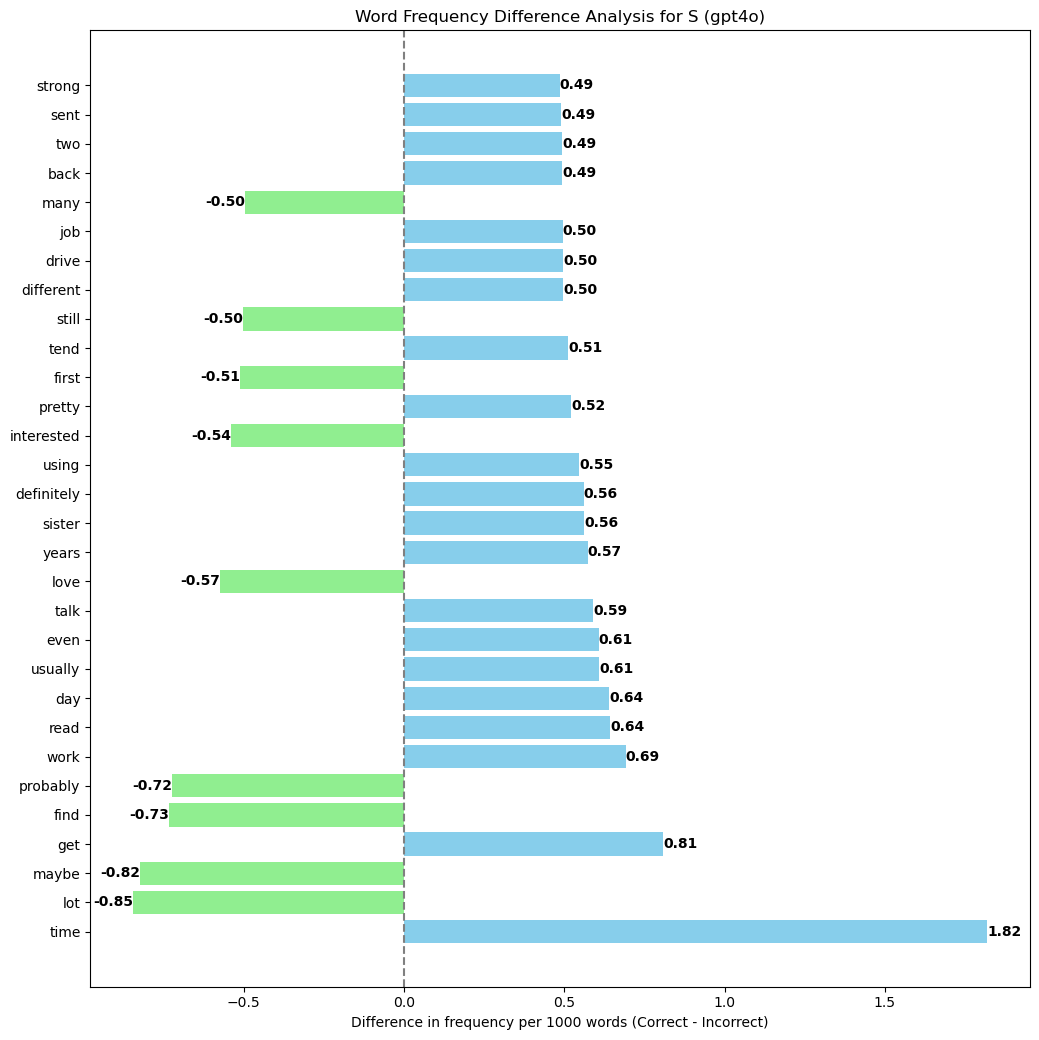 Word Frequency Difference Analysis for S (gpt4o)
strong 0.49
sent 0.49
two 0.49
back 0.49
many -0.50
job 0.50
drive 0.50
different 0.50
still -0.50
tend 0.51
first -0.51
pretty 0.52
interested -0.54
using 0.55
definitely 0.56
sister 0.56
years 0.57
love -0.57
talk 0.59
even 0.61
usually 0.61
day 0.64
read 0.64
work 0.69
probably -0.72
find -0.73
get 0.81
maybe -0.82
lot -0.85
time 1.82
−0.5 0.0 0.5 1.0 1.5
Difference in frequency per 1000 words (Correct - Incorrect)